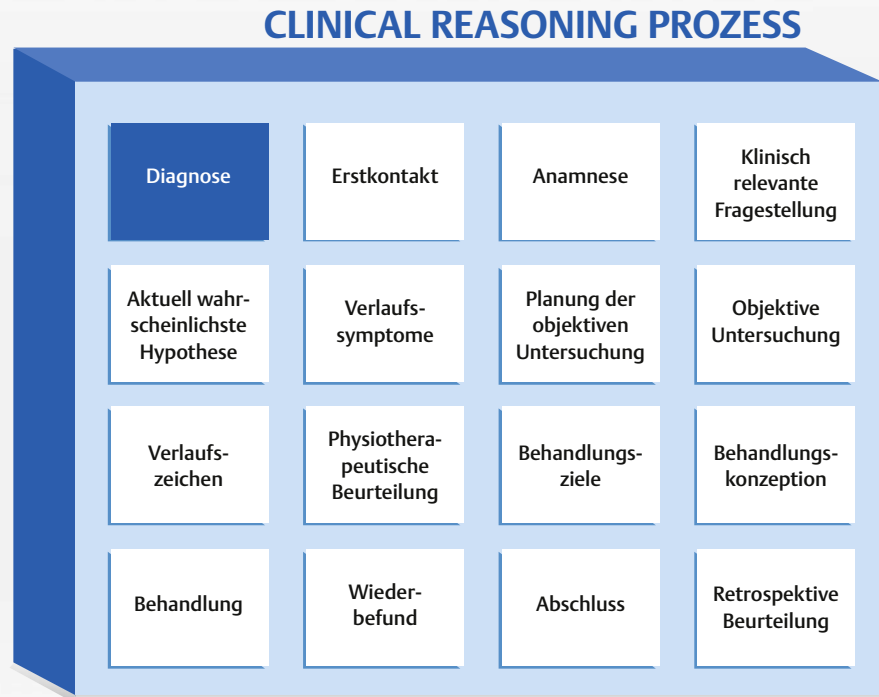 CLINICAL REASONING PROZESS
Diagnose
Erstkontakt
Anamnese
Klinisch
relevante
Fragestellung
Aktuell wahr-
scheinlichste
Hypothese
Verlaufs-
symptome
Planung der
objektiven
Untersuchung
Objektive
Untersuchung
Verlaufs-
zeichen
Physiothera-
peutische
Beurteilung
Behandlungs-
ziele
Behandlungs-
konzeption
Behandlung
Wieder-
befund
Abschluss
Retrospektive
Beurteilung